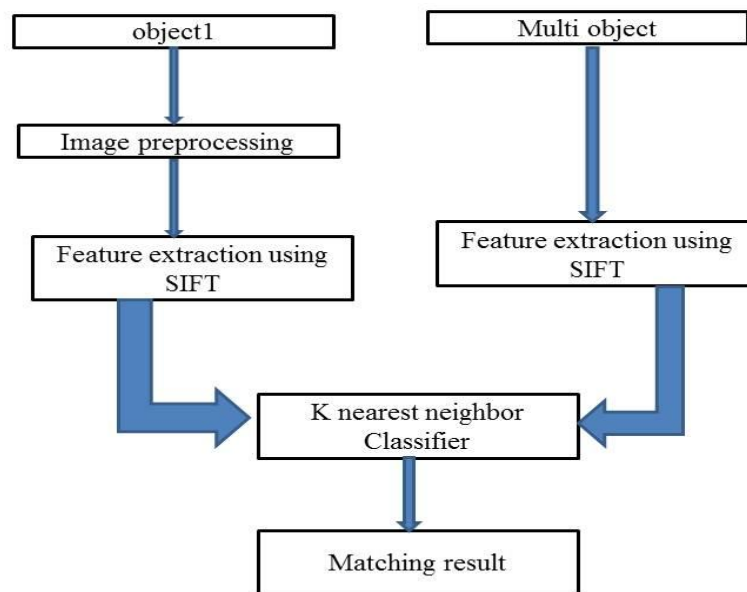 object1
Multi object
Image preprocessing
Feature extraction using
SIFT
Feature extraction using
SIFT
K nearest neighbor
Classifier
Matching result